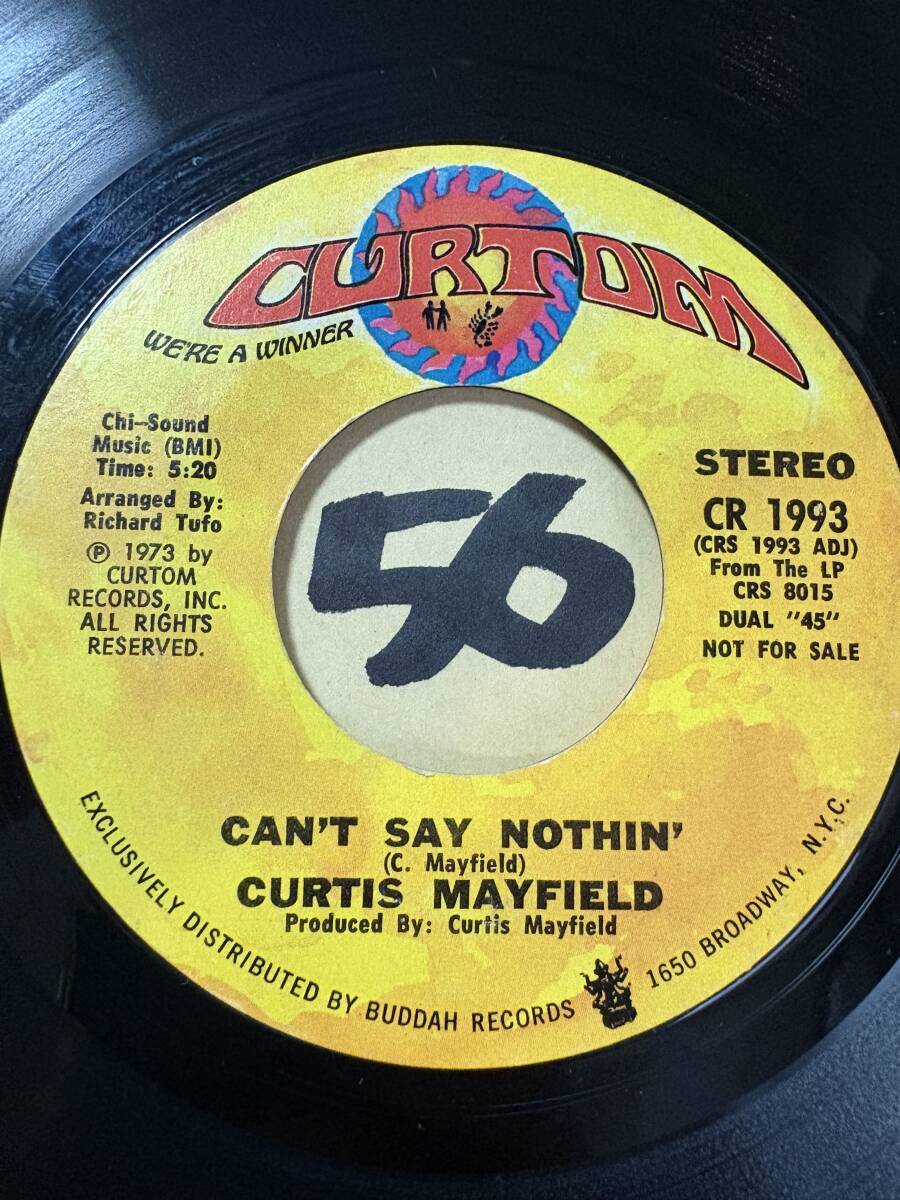 CURTOM
WE'RE A WINNER
Chi-Sound
Music (BMI)
Time: 5:20
Arranged By:
Richard Tufo
℗ 1973 by
CURTOM
RECORDS, INC.
ALL RIGHTS
RESERVED.
56
STEREO
CR 1993
(CRS 1993 ADJ)
From The LP
CRS 8015
DUAL "45"
NOT FOR SALE
CAN'T SAY NOTHIN'
(C. Mayfield)
CURTIS MAYFIELD
Produced By: Curtis Mayfield
EXCLUSIVELY DISTRIBUTED BY BUDDAH RECORDS 1650 BROADWAY, N.Y.C.